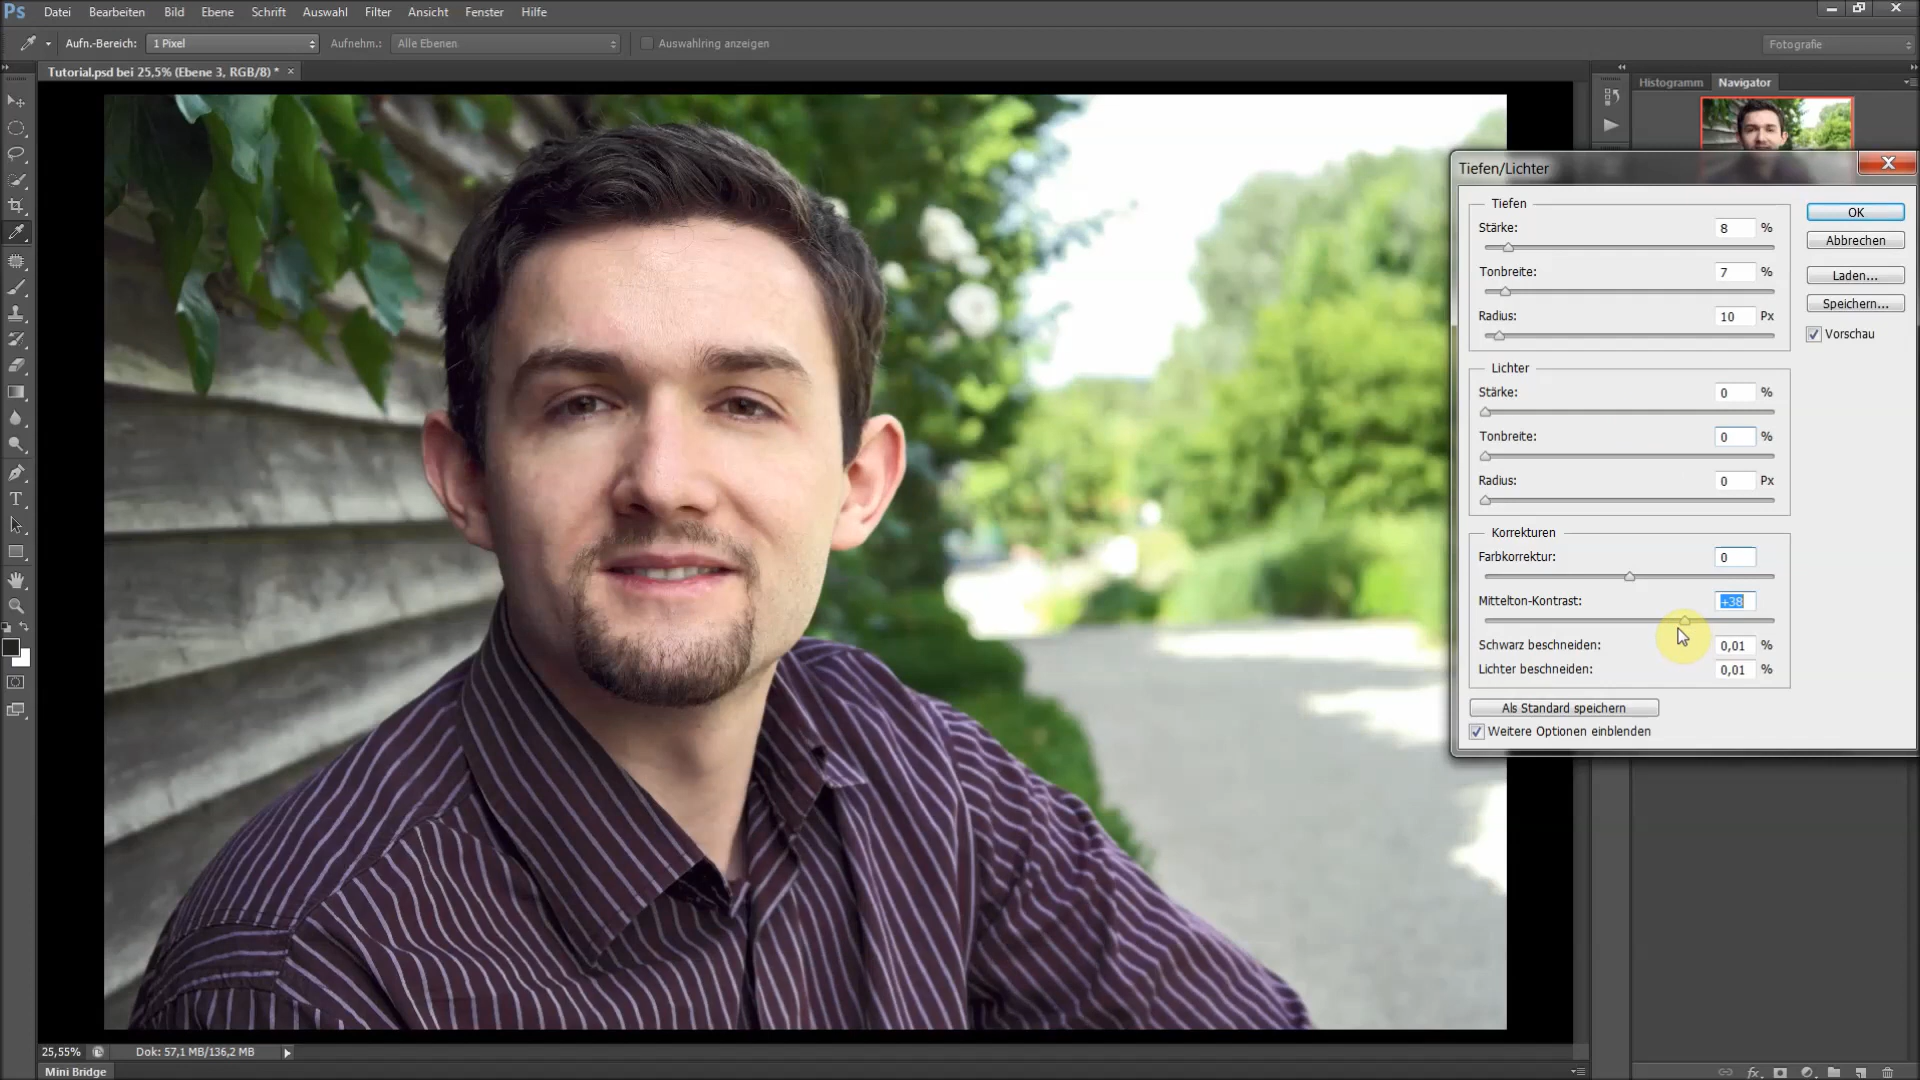 Ps Datei Bearbeiten Bild Ebene Schrift Auswahl Filter Ansicht Fenster Hilfe
Aufn.-Bereich: 1 Pixel Aufnehm.: Alle Ebenen Auswahlring anzeigen Fotografie
Tutorial.psd bei 25,5% (Ebene 3, RGB/8) * ×
Histogramm Navigator
Tiefen/Lichter
Tiefen
Stärke: 8 %
Tonbreite: 7 %
Radius: 10 Px
OK
Abbrechen
Laden...
Speichern...
Vorschau
Lichter
Stärke: 0 %
Tonbreite: 0 %
Radius: 0 Px
Korrekturen
Farbkorrektur: 0
Mittelton-Kontrast: +38
Schwarz beschneiden: 0,01 %
Lichter beschneiden: 0,01 %
Als Standard speichern
Weitere Optionen einblenden
25,55% Dok: 57,1 MB/136,2 MB
Mini Bridge